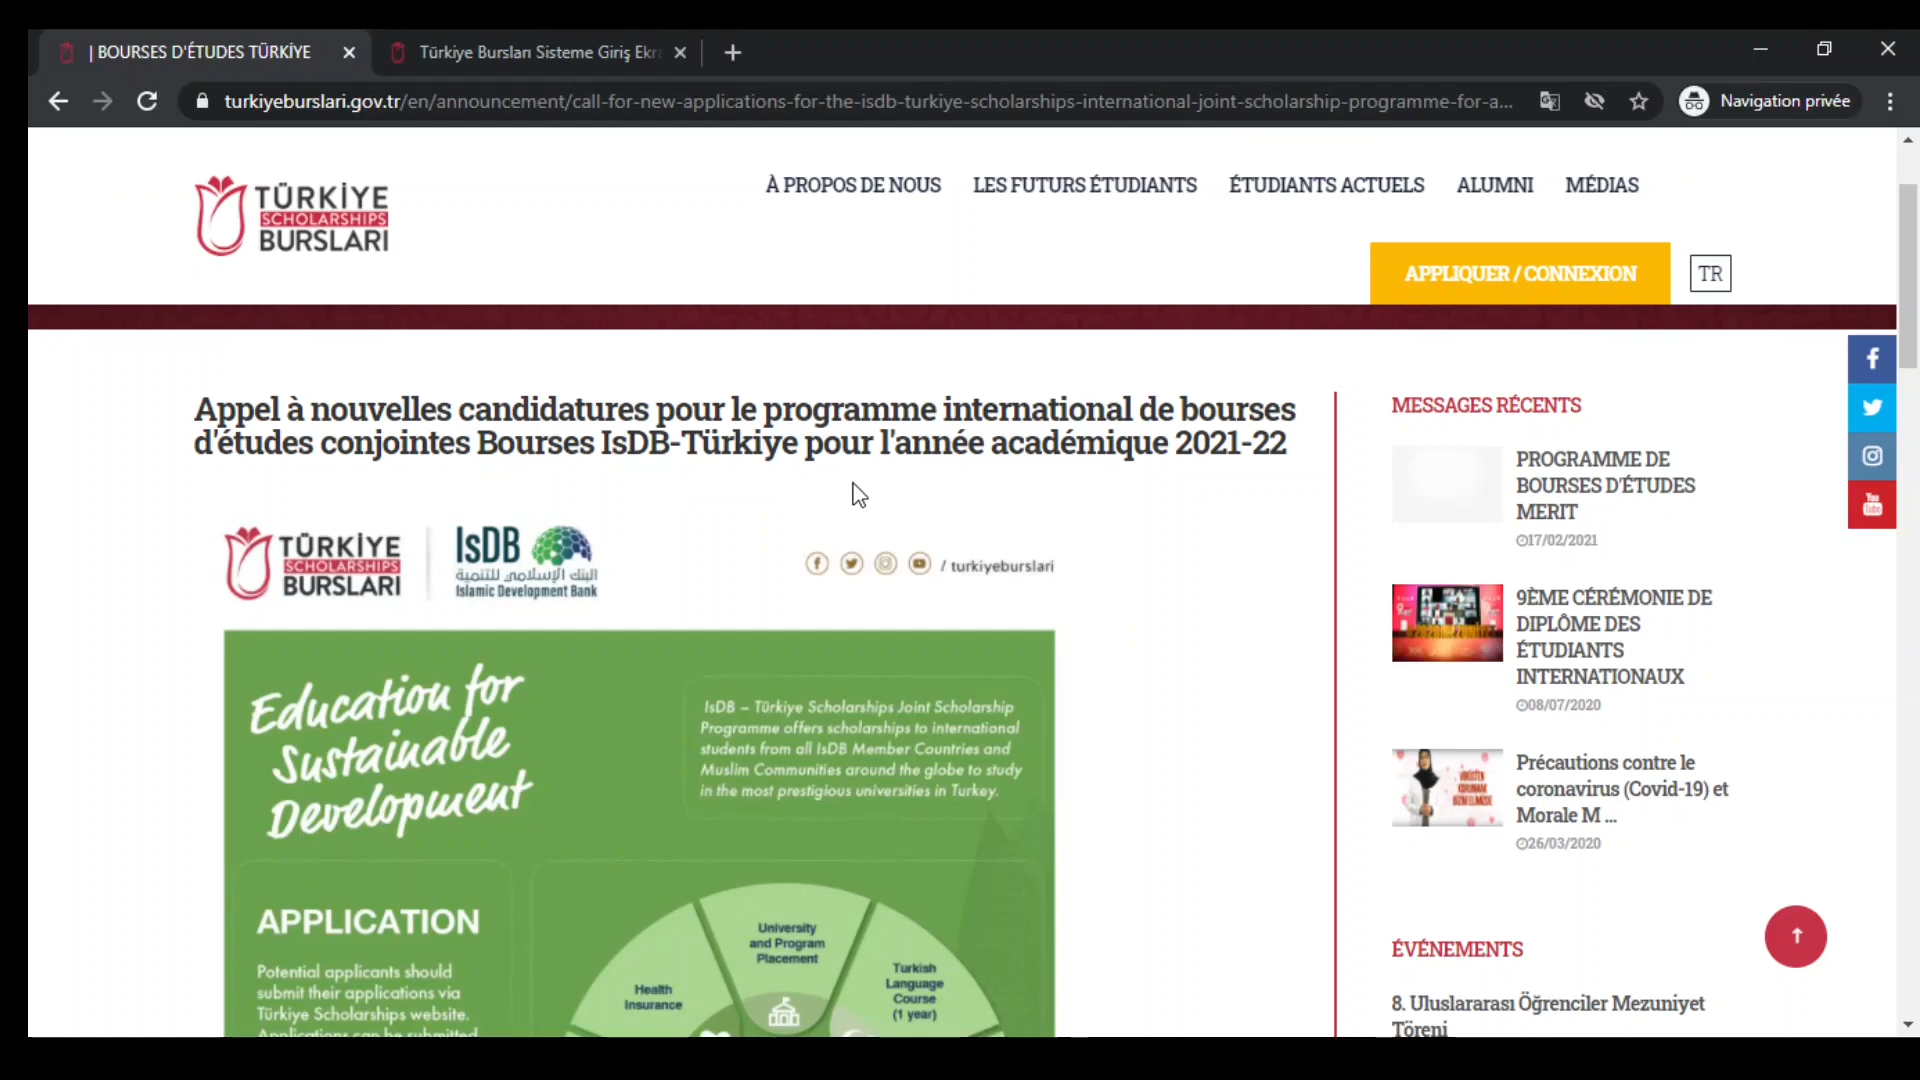 | BOURSES D'ÉTUDES TÜRKİYE
Türkiye Bursları Sisteme Giriş Ekr
turkiyeburslari.gov.tr/en/announcement/call-for-new-applications-for-the-isdb-turkiye-scholarships-international-joint-scholarship-programme-for-a...
Navigation privée
TÜRKİYE
SCHOLARSHIPS
BURSLARI
À PROPOS DE NOUS
LES FUTURS ÉTUDIANTS
ÉTUDIANTS ACTUELS
ALUMNI
MÉDIAS
APPLIQUER / CONNEXION
TR
Appel à nouvelles candidatures pour le programme international de bourses
d'études conjointes Bourses IsDB-Türkiye pour l'année académique 2021-22
TÜRKİYE
SCHOLARSHIPS
BURSLARI
IsDB
البنك الإسلامي للتنمية
Islamic Development Bank
/ turkiyeburslari
Education for
Sustainable
Development
IsDB – Türkiye Scholarships Joint Scholarship
Programme offers scholarships to international
students from all IsDB Member Countries and
Muslim Communities around the globe to study
in the most prestigious universities in Turkey.
APPLICATION
Potential applicants should
submit their applications via
Türkiye Scholarships website.
Applications can be submitted
Health
Insurance
University
and Program
Placement
Turkish
Language
Course
(1 year)
MESSAGES RÉCENTS
PROGRAMME DE
BOURSES D'ÉTUDES
MERIT
17/02/2021
9ÈME CÉRÉMONIE DE
DIPLÔME DES
ÉTUDIANTS
INTERNATIONAUX
08/07/2020
Précautions contre le
coronavirus (Covid-19) et
Morale M ...
26/03/2020
ÉVÉNEMENTS
8. Uluslararası Öğrenciler Mezuniyet
Töreni
You
Tube